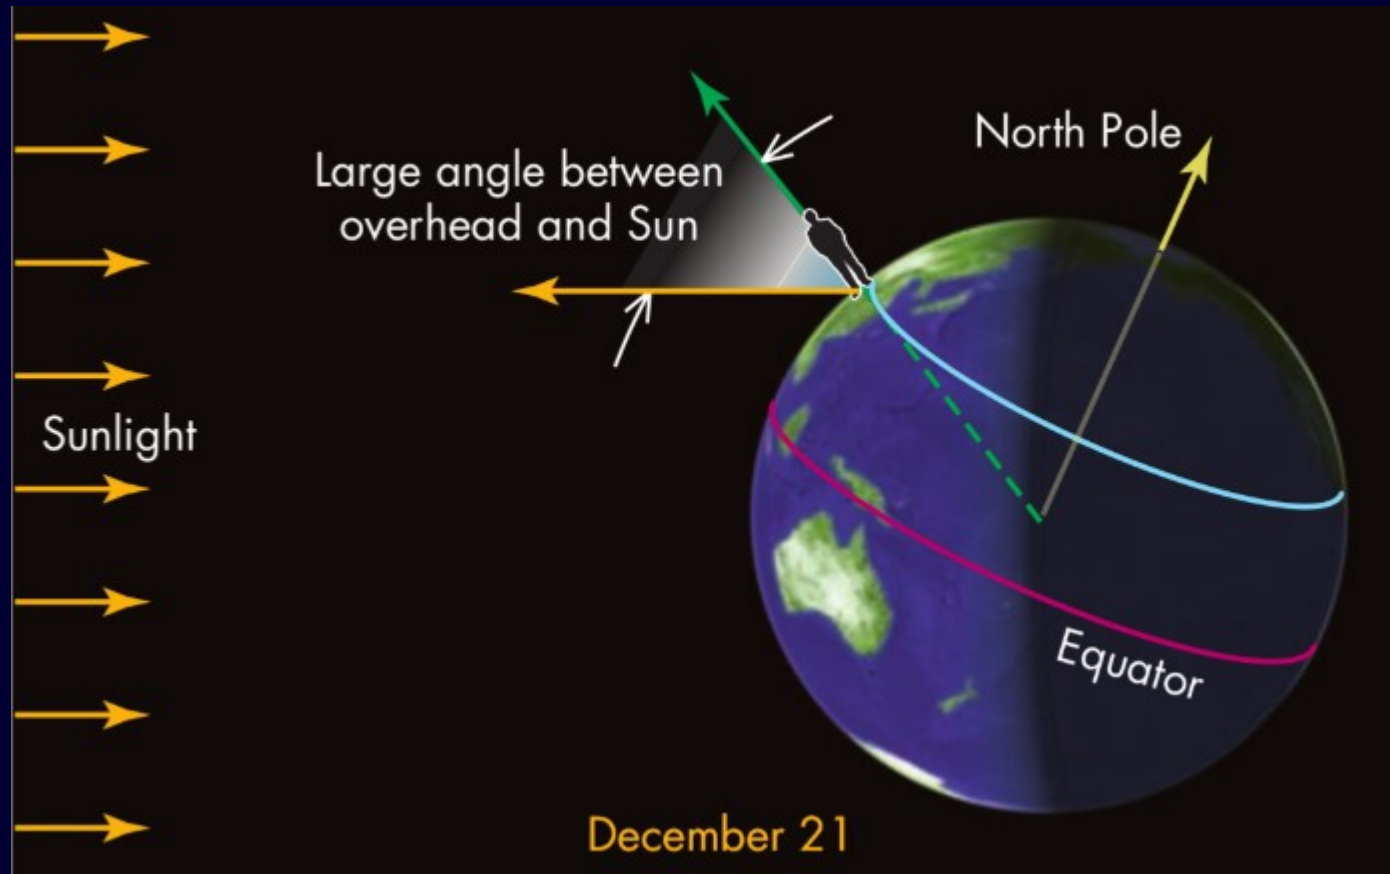 North Pole
Large angle between
overhead and Sun
Sunlight
Equator
December 21